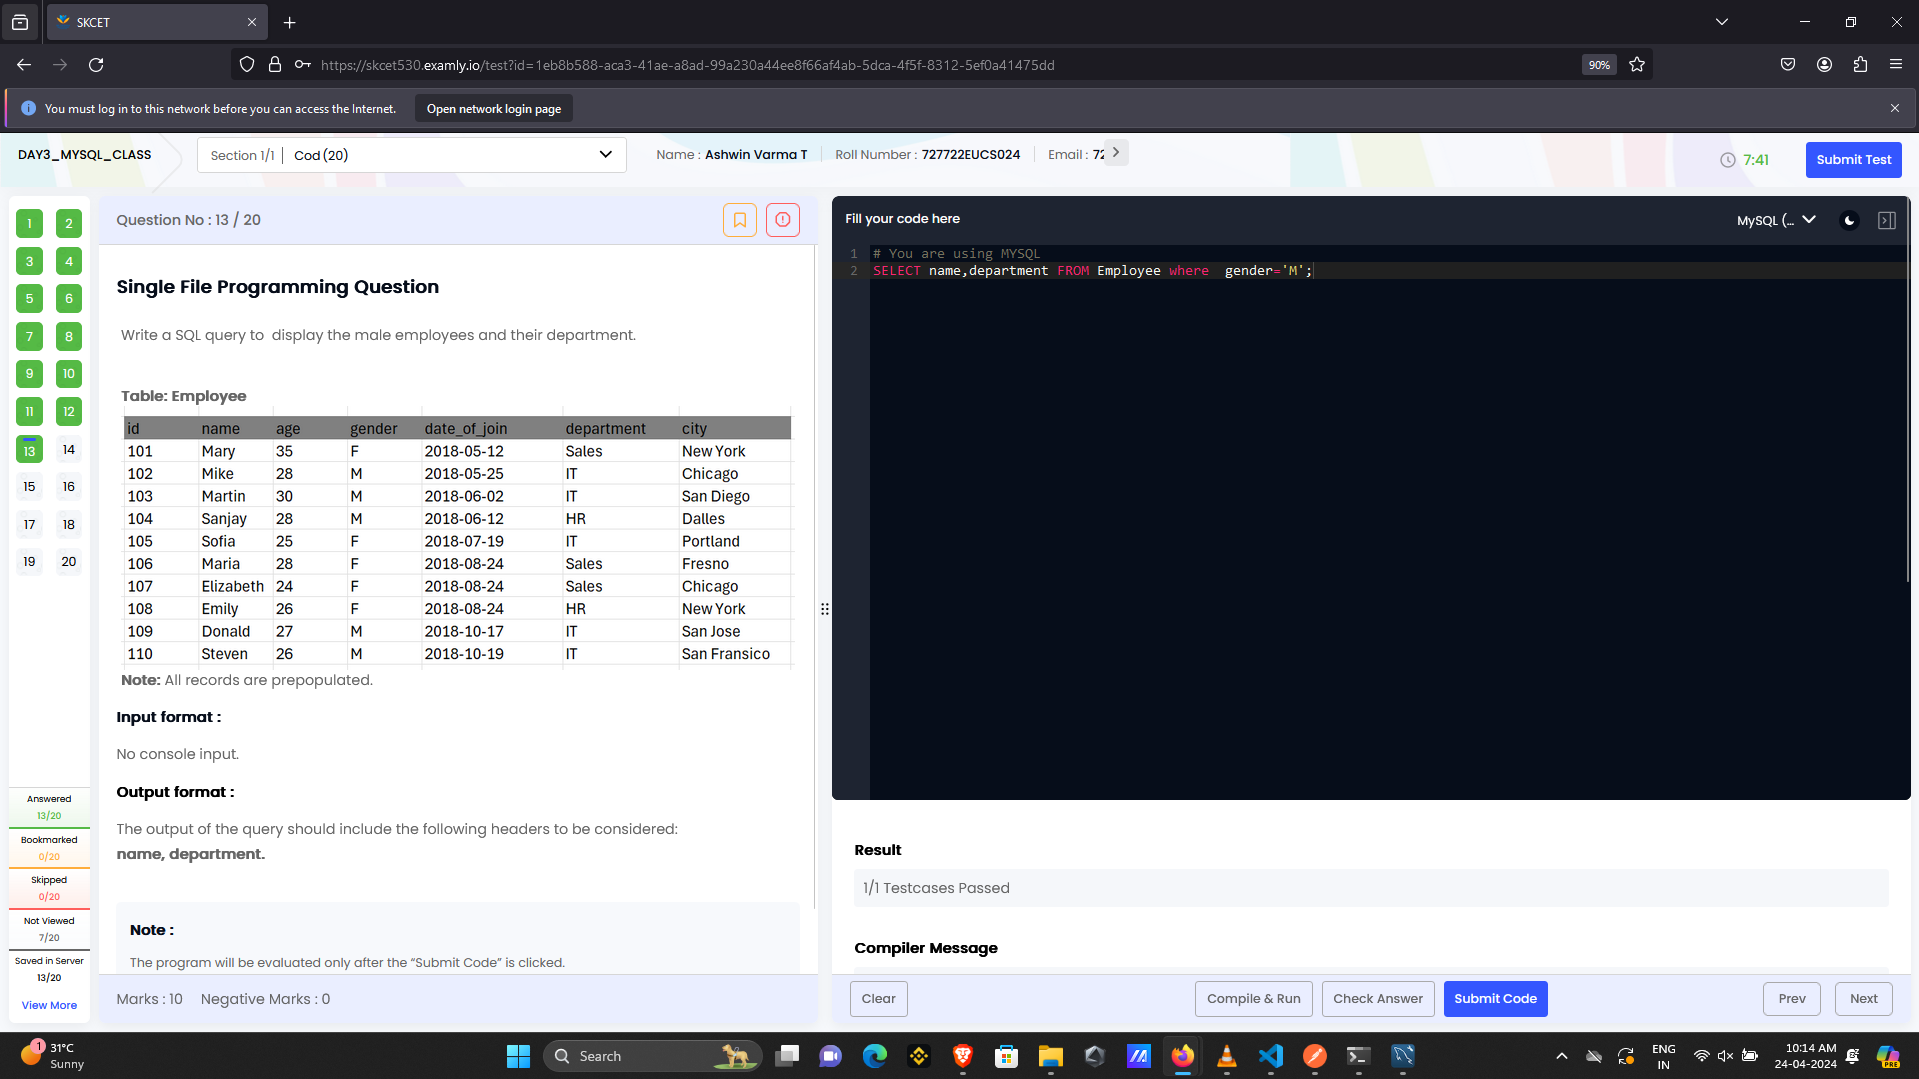 SKCET
https://skcet530.examly.io/test?id=1eb8b588-aca3-41ae-a8ad-99a230a44ee8f66af4ab-5dca-4f5f-8312-5ef0a41475dd
90%
You must log in to this network before you can access the Internet.
Open network login page
DAY3_MYSQL_CLASS
Section 1/1 | Cod (20)
Name : Ashwin Varma T
Roll Number : 727722EUCS024
Email : 72
7:41
Submit Test
1 2
3 4
5 6
7 8
9 10
11 12
13 14
15 16
17 18
19 20
Answered
13/20
Bookmarked
0/20
Skipped
0/20
Not Viewed
7/20
Saved in Server
13/20
View More
Question No : 13 / 20
Single File Programming Question
Write a SQL query to  display the male employees and their department.
Table: Employee
id name age gender date_of_join department city
101 Mary 35 F 2018-05-12 Sales New York
102 Mike 28 M 2018-05-25 IT Chicago
103 Martin 30 M 2018-06-02 IT San Diego
104 Sanjay 28 M 2018-06-12 HR Dalles
105 Sofia 25 F 2018-07-19 IT Portland
106 Maria 28 F 2018-08-24 Sales Fresno
107 Elizabeth 24 F 2018-08-24 Sales Chicago
108 Emily 26 F 2018-08-24 HR New York
109 Donald 27 M 2018-10-17 IT San Jose
110 Steven 26 M 2018-10-19 IT San Fransico
Note: All records are prepopulated.
Input format :
No console input.
Output format :
The output of the query should include the following headers to be considered:
name, department.
Note :
The program will be evaluated only after the “Submit Code” is clicked.
Marks : 10 Negative Marks : 0
Fill your code here
MySQL (...
1 # You are using MYSQL
2 SELECT name,department FROM Employee where  gender='M';
Result
1/1 Testcases Passed
Compiler Message
Clear
Compile & Run
Check Answer
Submit Code
Prev
Next
1
31°C
Sunny
Search
ENG
IN
10:14 AM
24-04-2024
PRE